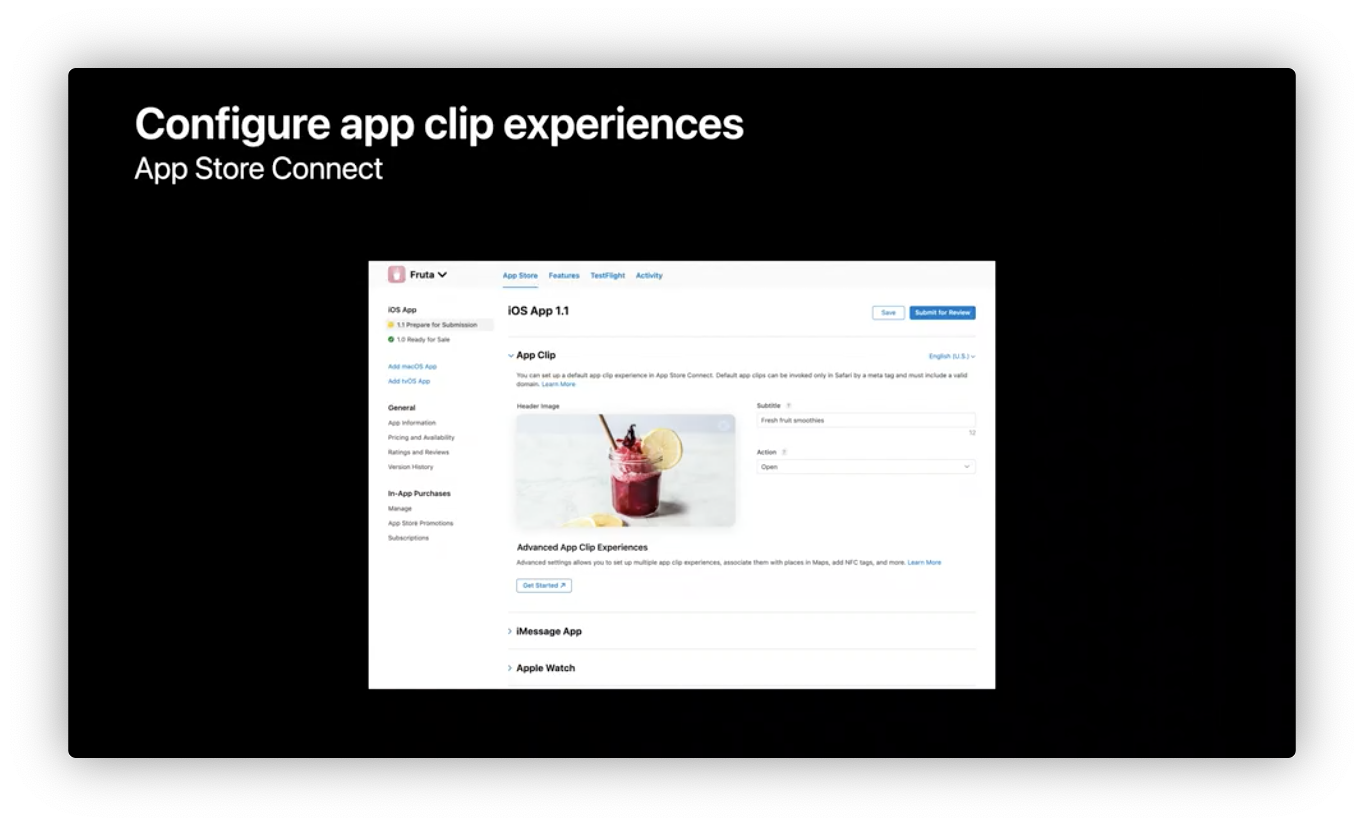 Configure app clip experiences
App Store Connect
Fruta
App Store Features TestFlight Activity
iOS App
1.1 Prepare for Submission
1.0 Ready for Sale
Add macOS App
Add tvOS App
General
App Information
Pricing and Availability
Ratings and Reviews
Version History
In-App Purchases
Manage
App Store Promotions
Subscriptions
iOS App 1.1
Save
Submit for Review
App Clip
English (U.S.)
You can set up a default app clip experience in App Store Connect. Default app clips can be invoked only in Safari by a meta tag and must include a valid
domain. Learn More
Header Image
Subtitle ?
Fresh fruit smoothies
12
Action ?
Open
Advanced App Clip Experiences
Advanced settings allows you to set up multiple app clip experiences, associate them with places in Maps, add NFC tags, and more. Learn More
Get Started
iMessage App
Apple Watch